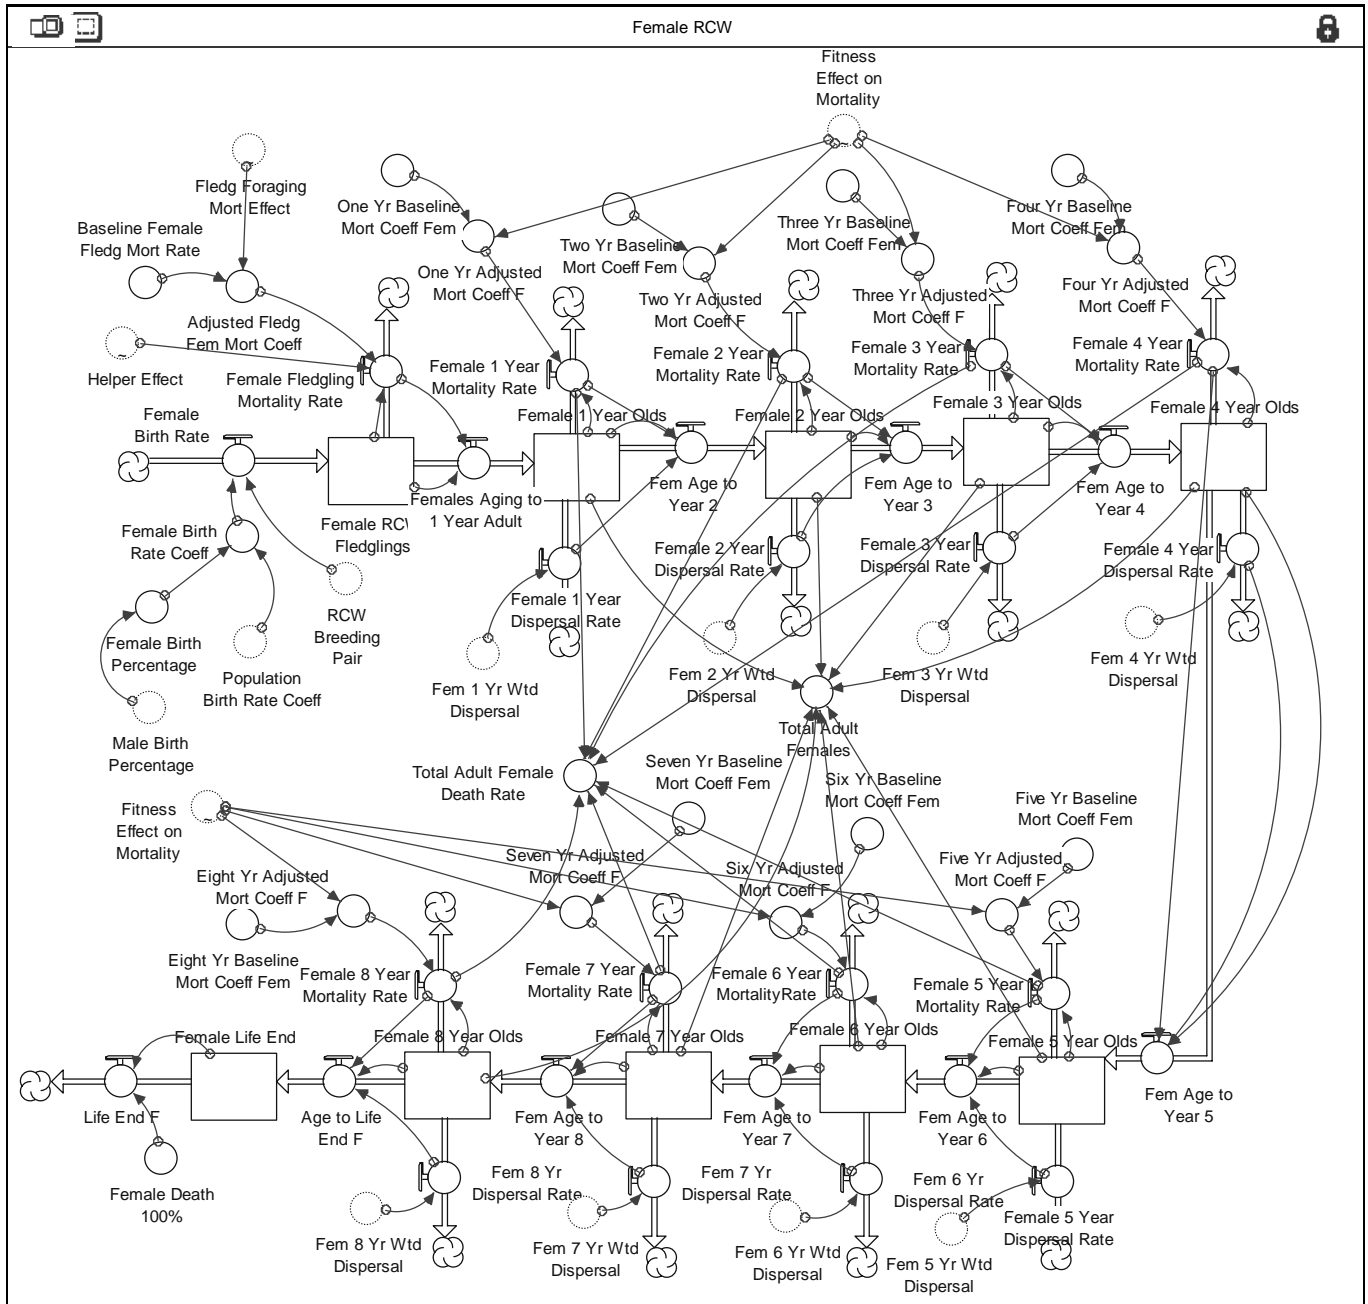 Female RCW
Fitness
Effect on
Mortality
Fledg Foraging
Mort Effect
Baseline Female
Fledg Mort Rate
One Yr Baseline
Mort Coeff Fem
Two Yr Baseline
Mort Coeff Fem
Three Yr Baseline
Mort Coeff Fem
Four Yr Baseline
Mort Coeff Fem
One Yr Adjusted
Mort Coeff F
Two Yr Adjusted
Mort Coeff F
Three Yr Adjusted
Mort Coeff F
Four Yr Adjusted
Mort Coeff F
Adjusted Fledg
Fem Mort Coeff
Helper Effect
Female Fledgling
Mortality Rate
Female 1 Year
Mortality Rate
Female 2 Year
Mortality Rate
Female 3 Year
Mortality Rate
Female 4 Year
Mortality Rate
Female
Birth Rate
Female 1 Year Olds
Female 2 Year Olds
Female 3 Year Olds
Female 4 Year Olds
Females Aging to
1 Year Adult
Fem Age to
Year 2
Fem Age to
Year 3
Fem Age to
Year 4
Female RCW
Fledglings
Female Birth
Rate Coeff
Female 1 Year
Dispersal Rate
Female 2 Year
Dispersal Rate
Female 3 Year
Dispersal Rate
Female 4 Year
Dispersal Rate
RCW
Breeding
Pair
Female Birth
Percentage
Population
Birth Rate Coeff
Male Birth
Percentage
Fem 1 Yr Wtd
Dispersal
Fem 2 Yr Wtd
Dispersal
Fem 3 Yr Wtd
Dispersal
Fem 4 Yr Wtd
Dispersal
Total Adult
Females
Total Adult Female
Death Rate
Seven Yr Baseline
Mort Coeff Fem
Six Yr Baseline
Mort Coeff Fem
Five Yr Baseline
Mort Coeff Fem
Fitness
Effect on
Mortality
Eight Yr Adjusted
Mort Coeff F
Seven Yr Adjusted
Mort Coeff F
Six Yr Adjusted
Mort Coeff F
Five Yr Adjusted
Mort Coeff F
Eight Yr Baseline
Mort Coeff Fem
Female 8 Year
Mortality Rate
Female 7 Year
Mortality Rate
Female 6 Year
MortalityRate
Female 5 Year
Mortality Rate
Female Life End
Female 8 Year Olds
Female 7 Year Olds
Female 6 Year Olds
Female 5 Year Olds
Life End F
Age to Life
End F
Fem Age to
Year 8
Fem Age to
Year 7
Fem Age to
Year 6
Fem Age to
Year 5
Female Death
100%
Fem 8 Yr
Dispersal Rate
Fem 7 Yr
Dispersal Rate
Fem 6 Yr
Dispersal Rate
Female 5 Year
Dispersal Rate
Fem 8 Yr Wtd
Dispersal
Fem 7 Yr Wtd
Dispersal
Fem 6 Yr Wtd
Dispersal
Fem 5 Yr Wtd
Dispersal